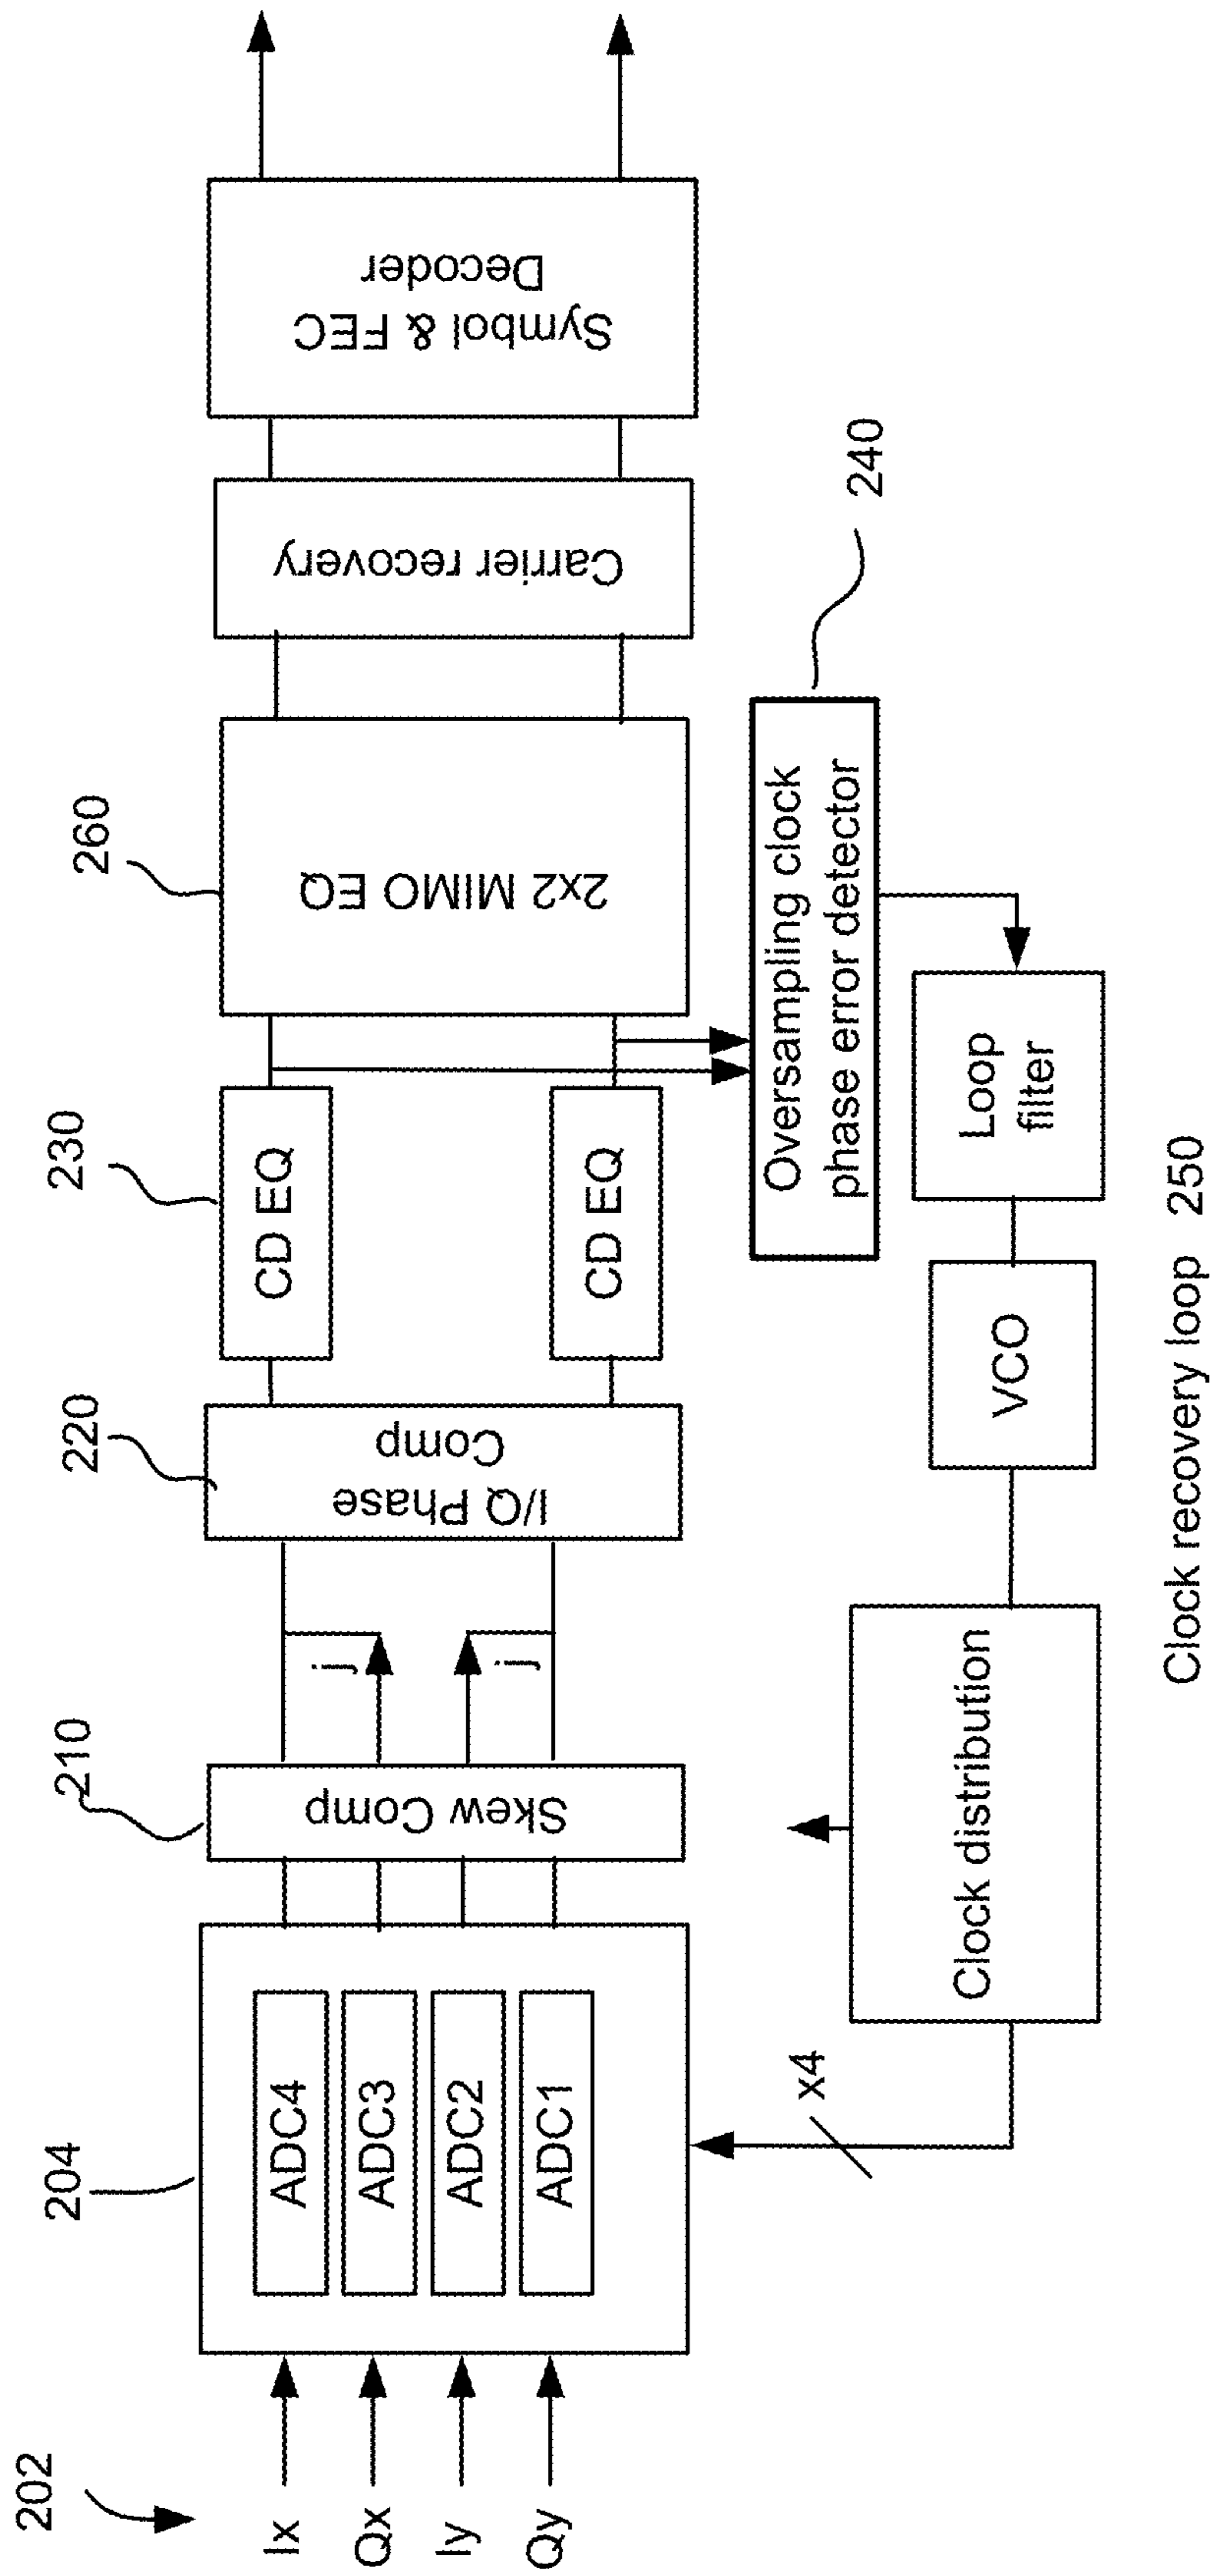 202
Ix
Qx
Iy
Qy
204
ADC4
ADC3
ADC2
ADC1
210
Skew Comp
j
j
220
I/Q Phase
Comp
230
CD EQ
CD EQ
260
2x2 MIMO EQ
Carrier recovery
Symbol & FEC
Decoder
240
Oversampling clock
phase error detector
Loop
filter
VCO
Clock distribution
x4
Clock recovery loop 250